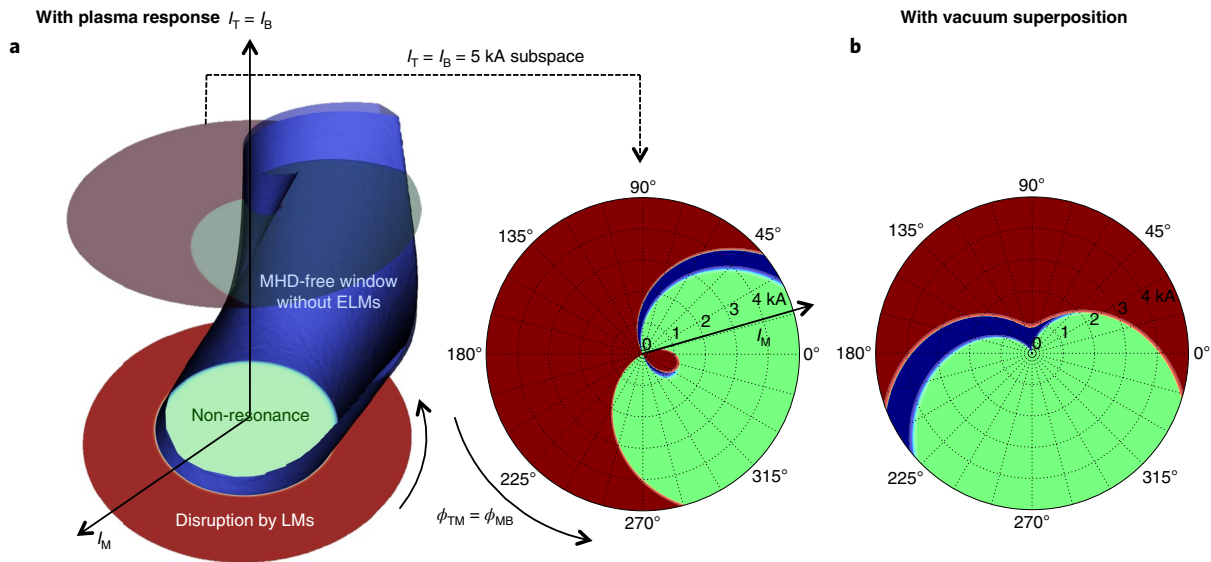 With plasma response
I_T = I_B
With vacuum superposition
a
b
I_T = I_B = 5 kA subspace
MHD-free window
without ELMs
Non-resonance
Disruption by LMs
I_M
ϕ_TM = ϕ_MB
90°
135°
45°
180°
0°
225°
315°
270°
0
1
2
3
4 kA
I_M
90°
135°
45°
180°
0°
225°
315°
270°
0
1
2
3
4 kA